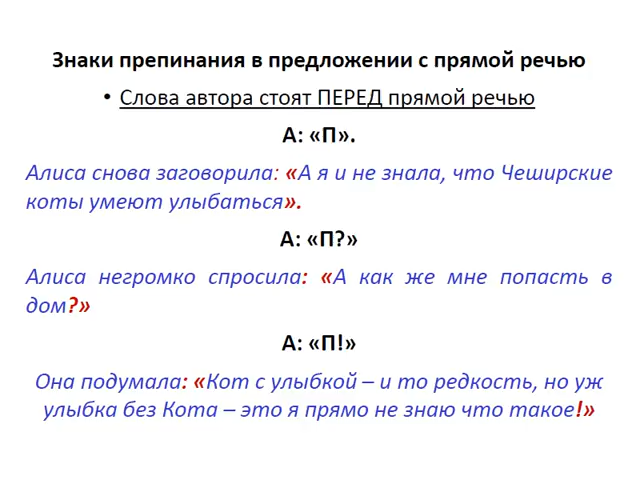 Знаки препинания в предложении с прямой речью
• Слова автора стоят ПЕРЕД прямой речью
А: «П».
Алиса снова заговорила: «А я и не знала, что Чеширские
коты умеют улыбаться».
А: «П?»
Алиса негромко спросила: «А как же мне попасть в
дом?»
А: «П!»
Она подумала: «Кот с улыбкой – и то редкость, но уж
улыбка без Кота – это я прямо не знаю что такое!»